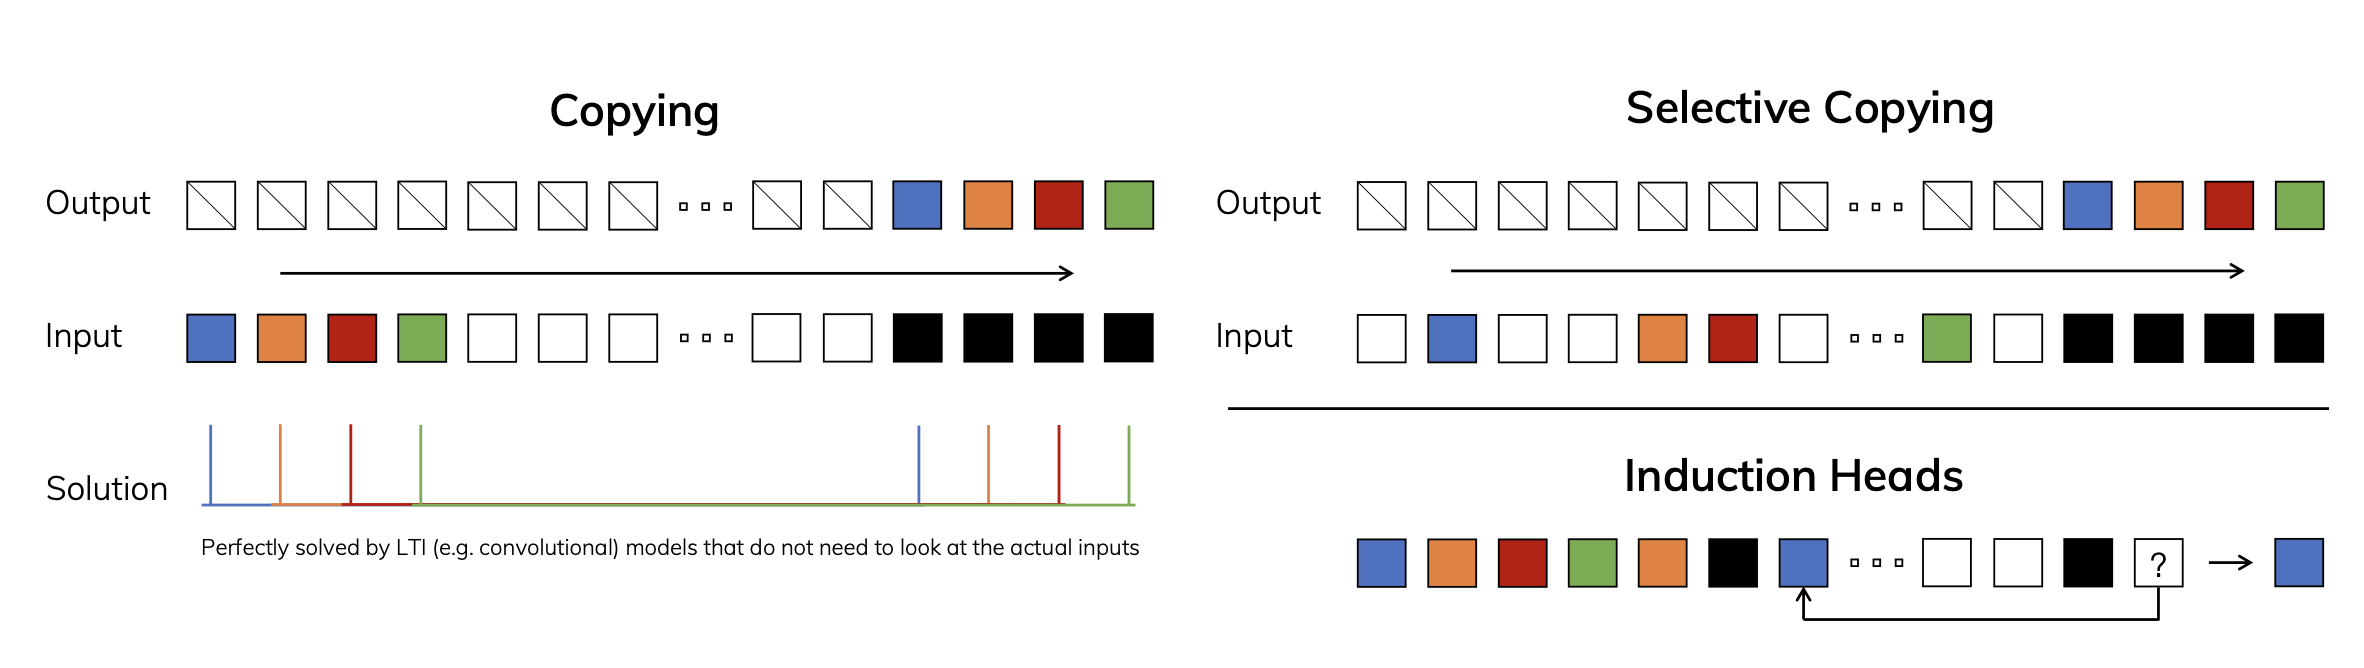 Copying
Output
Input
Solution
Perfectly solved by LTI (e.g. convolutional) models that do not need to look at the actual inputs
Selective Copying
Output
Input
Induction Heads
?